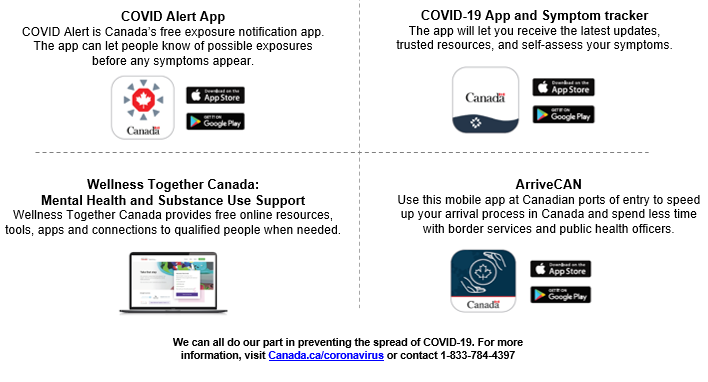 COVID Alert App
COVID Alert is Canada's free exposure notification app.
The app can let people know of possible exposures
before any symptoms appear.
Canada
Download on the
App Store
GET IT ON
Google Play
COVID-19 App and Symptom tracker
The app will let you receive the latest updates,
trusted resources, and self-assess your symptoms.
Canada
Download on the
App Store
GET IT ON
Google Play
Wellness Together Canada:
Mental Health and Substance Use Support
Wellness Together Canada provides free online resources,
tools, apps and connections to qualified people when needed.
ArriveCAN
Use this mobile app at Canadian ports of entry to speed
up your arrival process in Canada and spend less time
with border services and public health officers.
Canada
Download on the
App Store
GET IT ON
Google Play
We can all do our part in preventing the spread of COVID-19. For more
information, visit Canada.ca/coronavirus or contact 1-833-784-4397